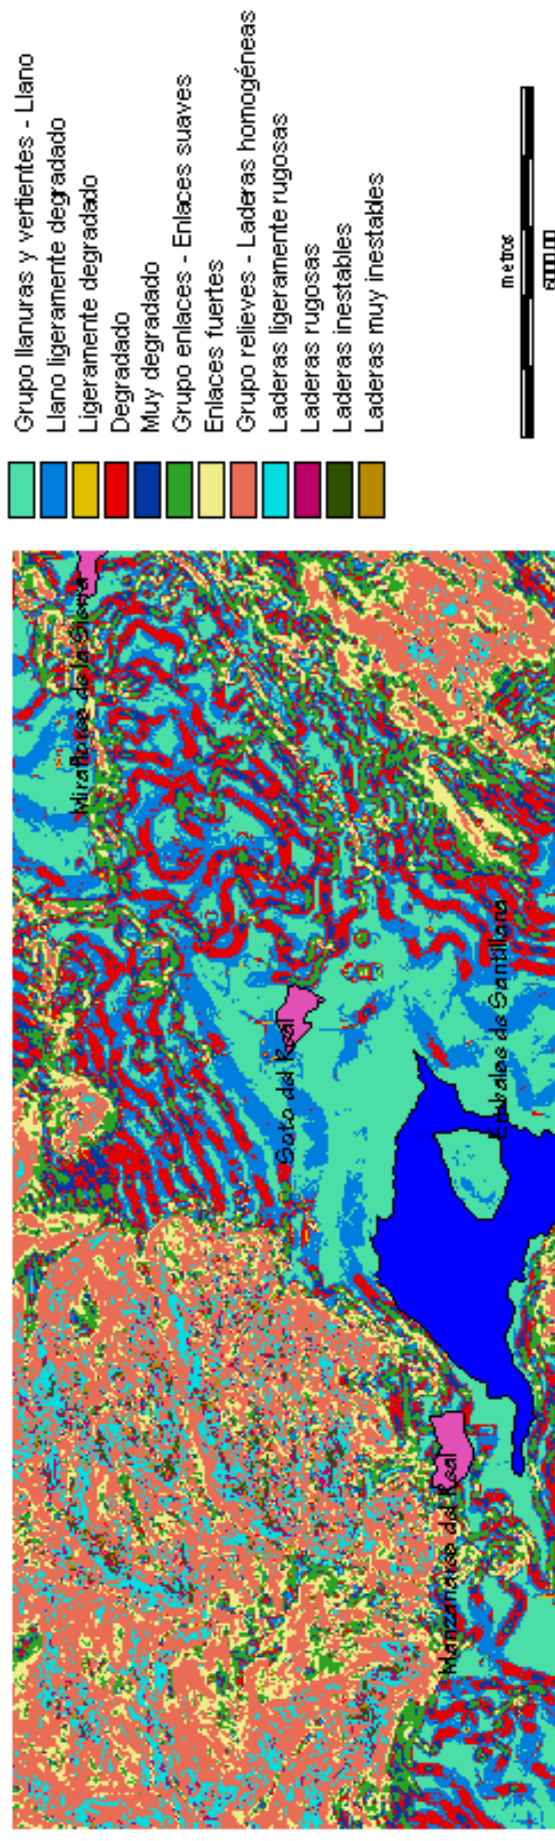 Grupo llanuras y vertientes - Llano
Llano ligeramente degradado
Ligeramente degradado
Degradado
Muy degradado
Grupo enlaces - Enlaces suaves
Enlaces fuertes
Grupo relieves - Laderas homogéneas
Laderas ligeramente rugosas
Laderas rugosas
Laderas inestables
Laderas muy inestables
metros
Miraflores de la Sierra
Soto del Real
Embalse de Santillana
Manzanares del Real